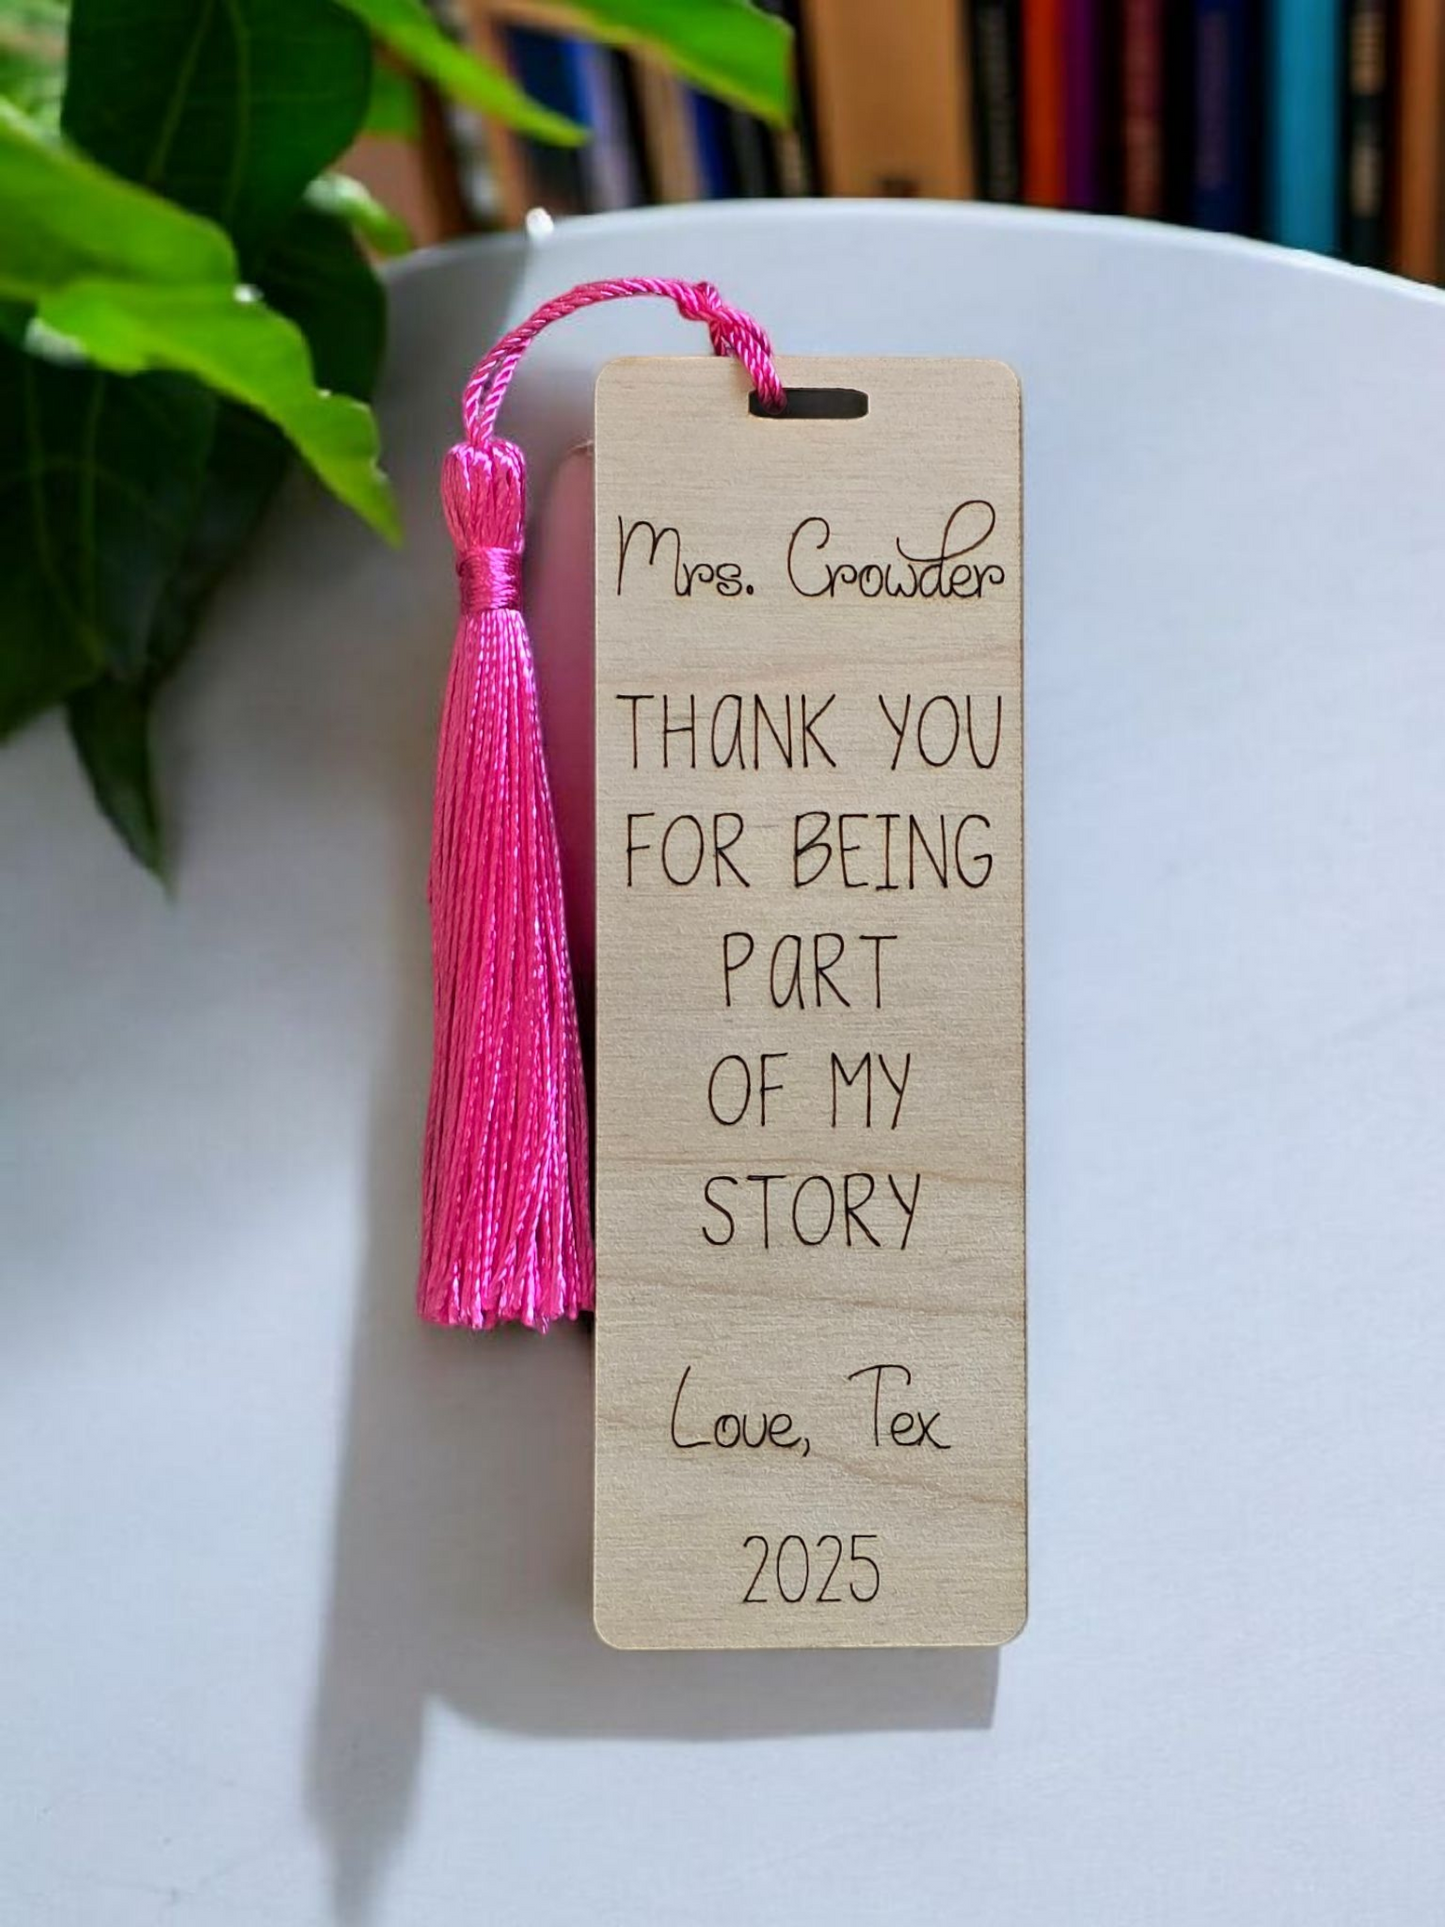 Mrs. Crowder
THaNK YOU
FOR BEING
PaRT
OF MY
STORY
Love, Tex
2025